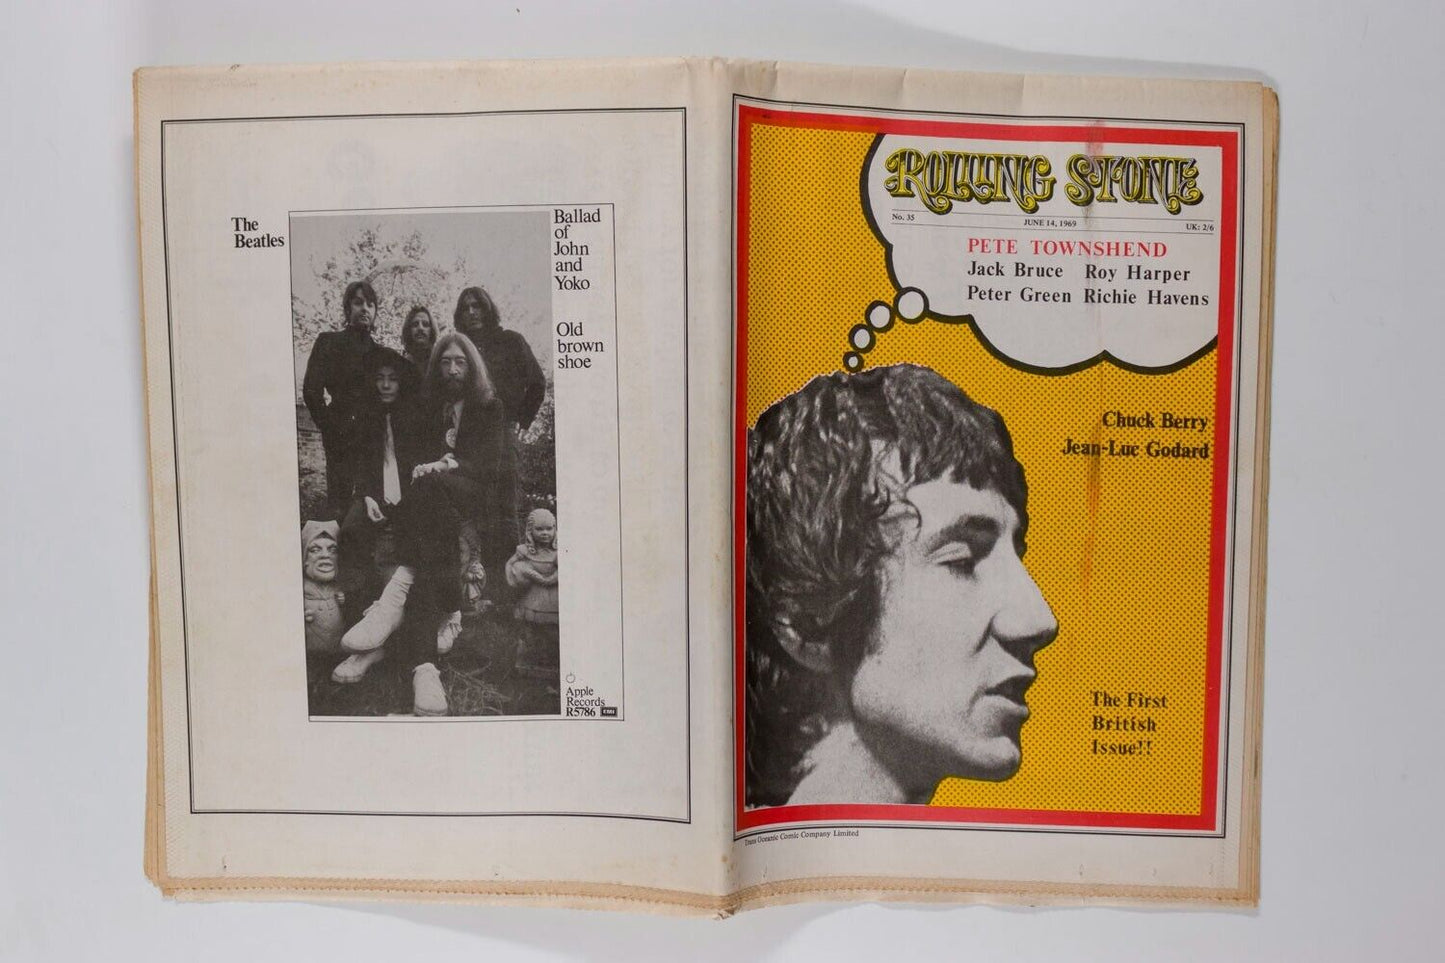 The
Beatles
Ballad
of
John
and
Yoko
Old
brown
shoe
Apple
Records
R5786 EMI
ROLLING STONE
No. 35 JUNE 14, 1969 UK: 2/6
PETE TOWNSHEND
Jack Bruce Roy Harper
Peter Green Richie Havens
Chuck Berry
Jean-Luc Godard
The First
British
Issue!!
Trans Oceanic Comic Company Limited